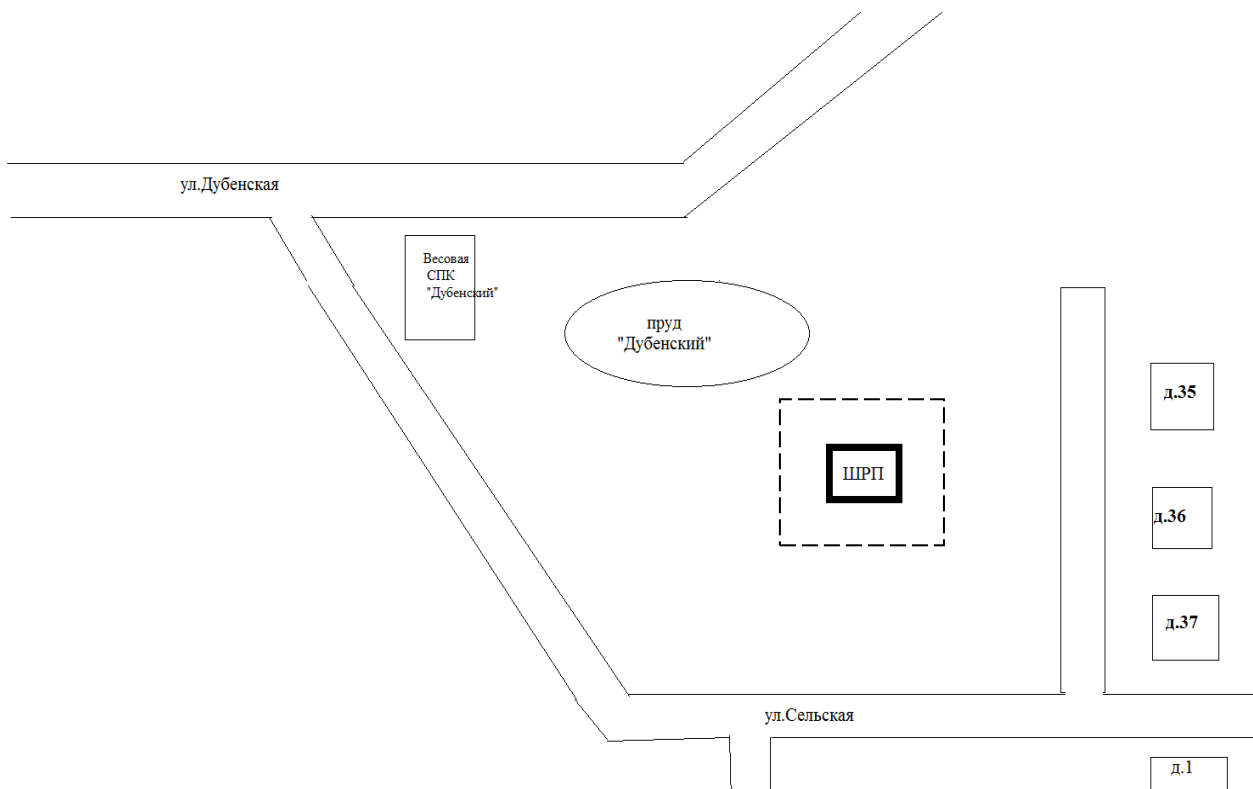 ул.Дубенская
Весовая
СПК
"Дубенский"
пруд
"Дубенский"
д.35
ШРП
д.36
д.37
ул.Сельская
д.1